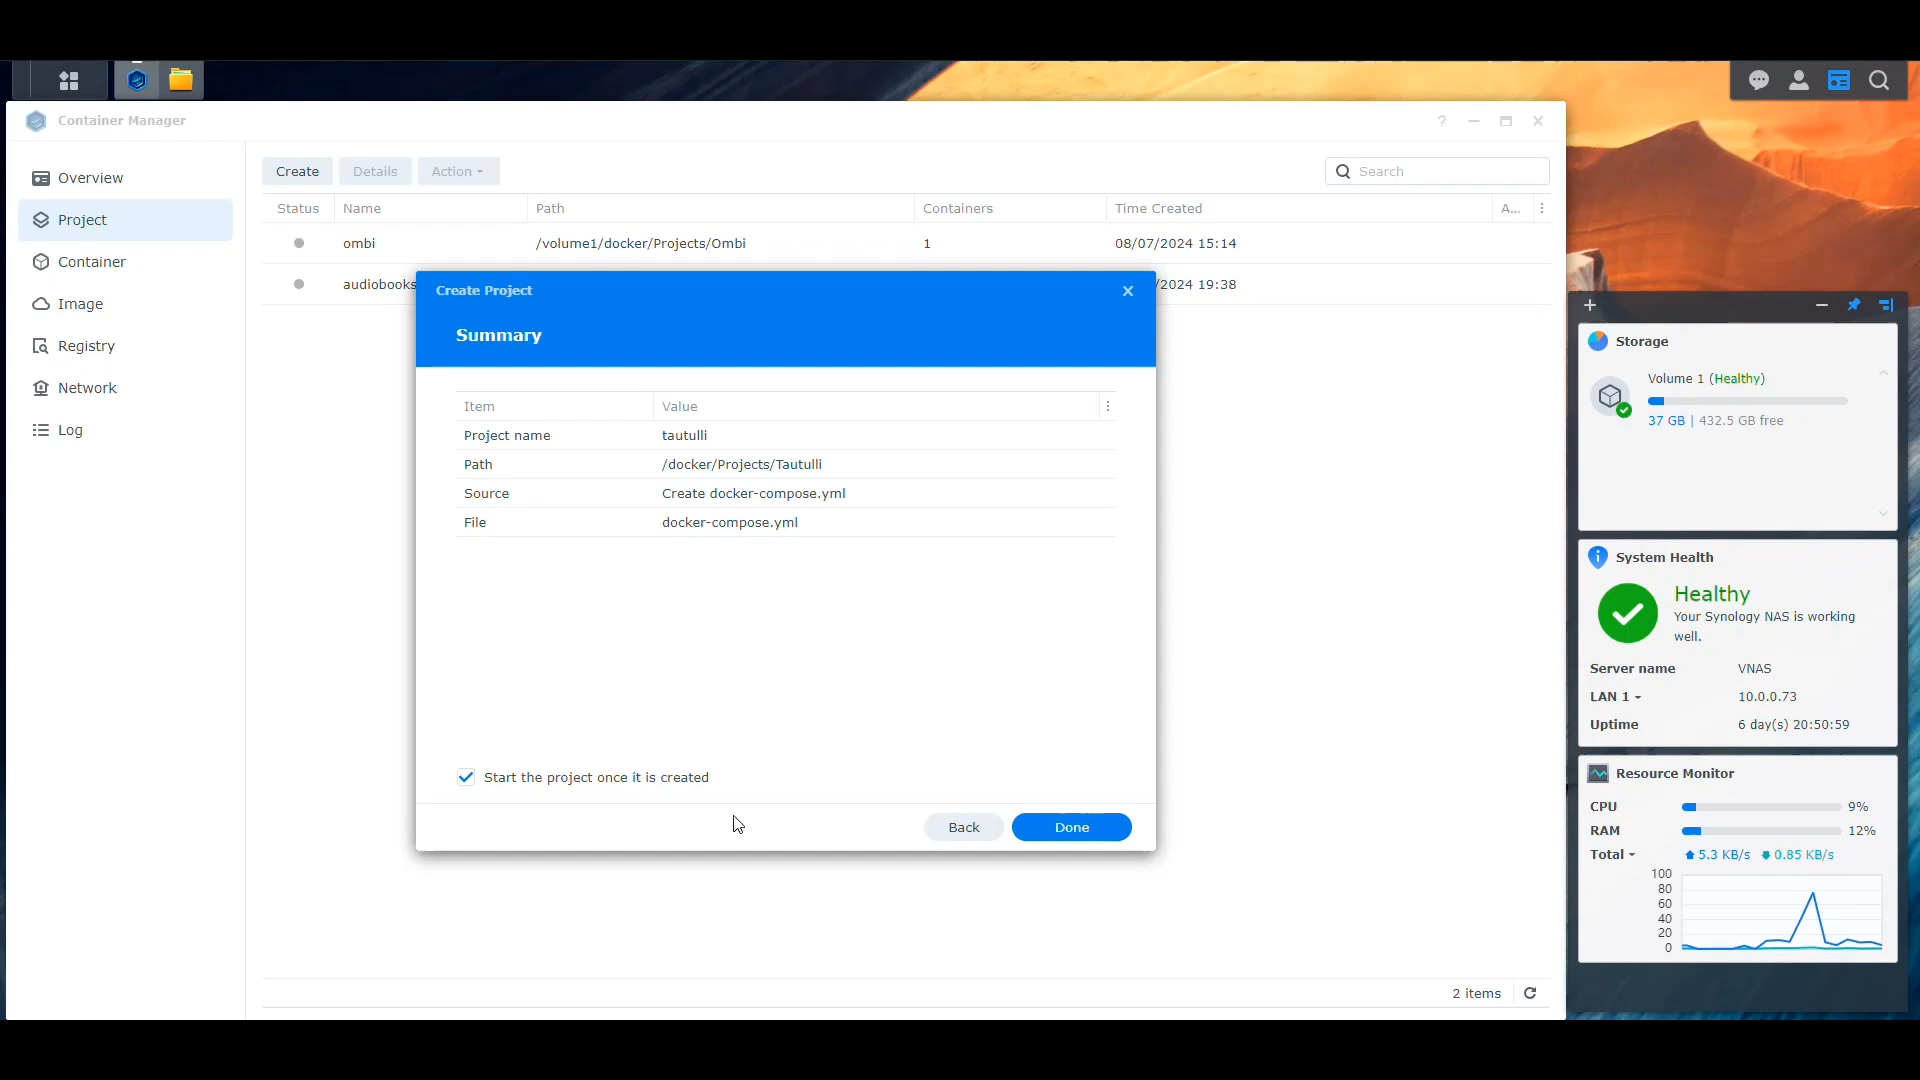 Container Manager
Overview
Project
Container
Image
Registry
Network
Log
Create Details Action
Search
Status Name Path Containers Time Created A...
ombi /volume1/docker/Projects/Ombi 1 08/07/2024 15:14
audiobooks /2024 19:38
Create Project
Summary
Item Value
Project name tautulli
Path /docker/Projects/Tautulli
Source Create docker-compose.yml
File docker-compose.yml
Start the project once it is created
Back Done
2 items
Storage
Volume 1 (Healthy)
37 GB | 432.5 GB free
System Health
Healthy
Your Synology NAS is working
well.
Server name VNAS
LAN 1 10.0.0.73
Uptime 6 day(s) 20:50:59
Resource Monitor
CPU 9%
RAM 12%
Total 5.3 KB/s 0.85 KB/s
100
80
60
40
20
0